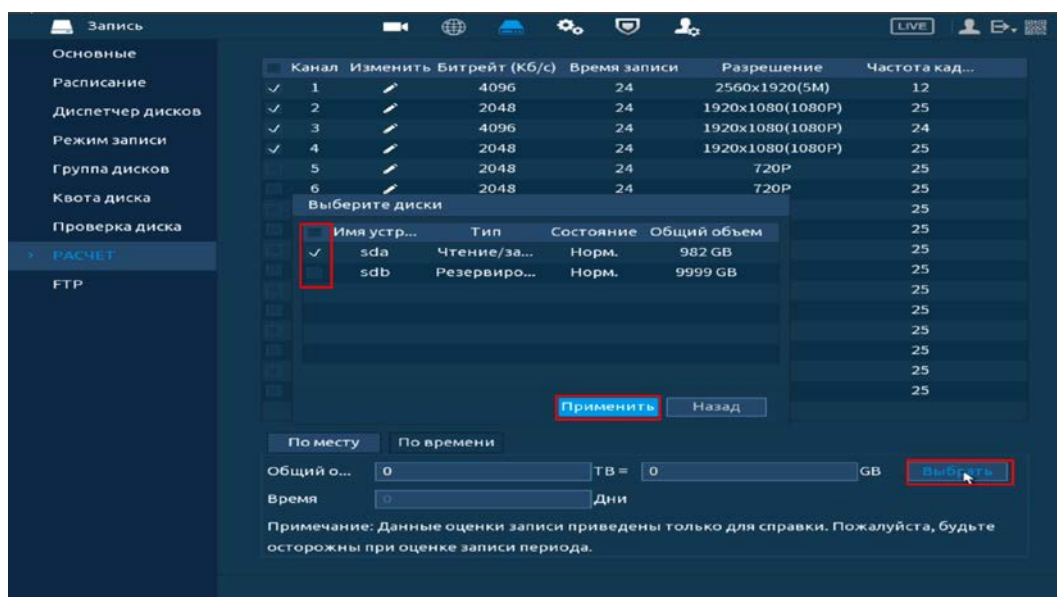 Запись
LIVE
Основные
Расписание
Диспетчер дисков
Режим записи
Группа дисков
Квота диска
Проверка диска
РАСЧЕТ
FTP
Канал Изменить Битрейт (Кб/с) Время записи Разрешение Частота кад...
1 4096 24 2560x1920(5M) 12
2 2048 24 1920x1080(1080P) 25
3 4096 24 1920x1080(1080P) 24
4 2048 24 1920x1080(1080P) 25
5 2048 24 720P 25
6 2048 24 720P 25
25
25
25
25
25
25
25
25
25
25
Выберите диски
Имя устр... Тип Состояние Общий объем
sda Чтение/за... Норм. 982 GB
sdb Резервиро... Норм. 9999 GB
Применить Назад
По месту По времени
Общий о... 0 TB = 0 GB Выбрать
Время 0 Дни
Примечание: Данные оценки записи приведены только для справки. Пожалуйста, будьте
осторожны при оценке записи периода.